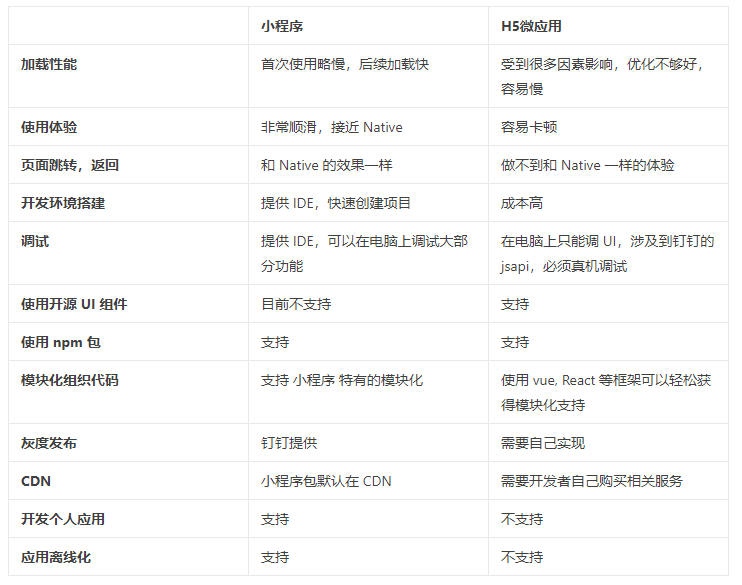 小程序 H5微应用
加载性能 首次使用略慢，后续加载快 受到很多因素影响，优化不够好，
容易慢
使用体验 非常顺滑，接近 Native 容易卡顿
页面跳转，返回 和 Native 的效果一样 做不到和 Native 一样的体验
开发环境搭建 提供 IDE，快速创建项目 成本高
调试 提供 IDE，可以在电脑上调试大部 在电脑上只能调 UI，涉及到钉钉的
分功能 jsapi，必须真机调试
使用开源 UI 组件 目前不支持 支持
使用 npm 包 支持 支持
模块化组织代码 支持 小程序 特有的模块化 使用 vue, React 等框架可以轻松获
得模块化支持
灰度发布 钉钉提供 需要自己实现
CDN 小程序包默认在 CDN 需要开发者自己购买相关服务
开发个人应用 支持 不支持
应用离线化 支持 不支持